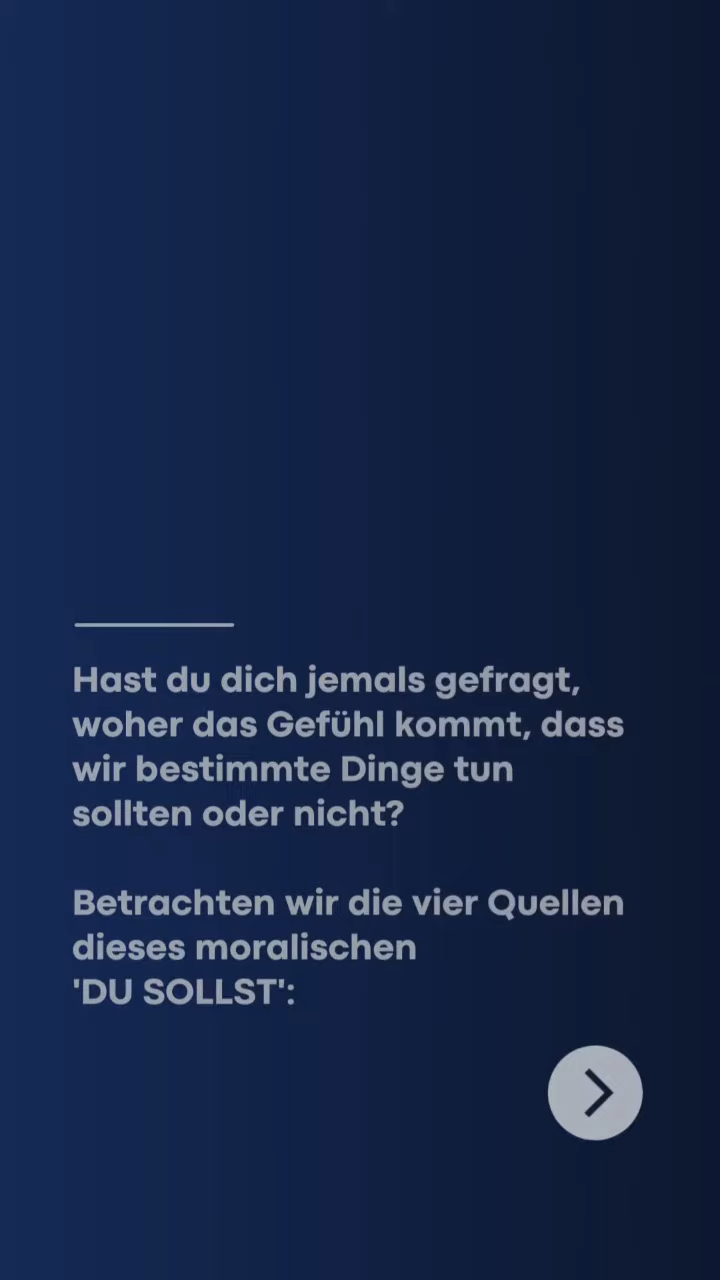 Hast du dich jemals gefragt,
woher das Gefühl kommt, dass
wir bestimmte Dinge tun
sollten oder nicht?
Betrachten wir die vier Quellen
dieses moralischen
'DU SOLLST':